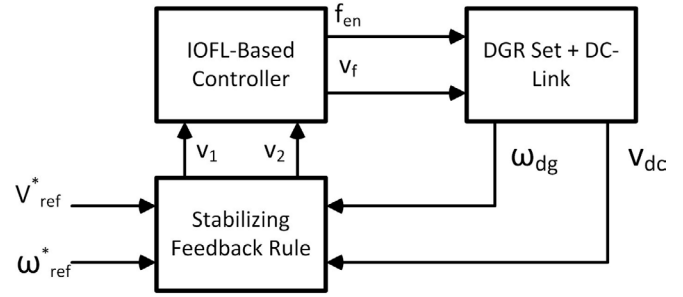 f_en
IOFL-Based
Controller
v_f
DGR Set + DC-
Link
v_1
v_2
ω_dg
v_dc
V*_ref
Stabilizing
Feedback Rule
ω*_ref